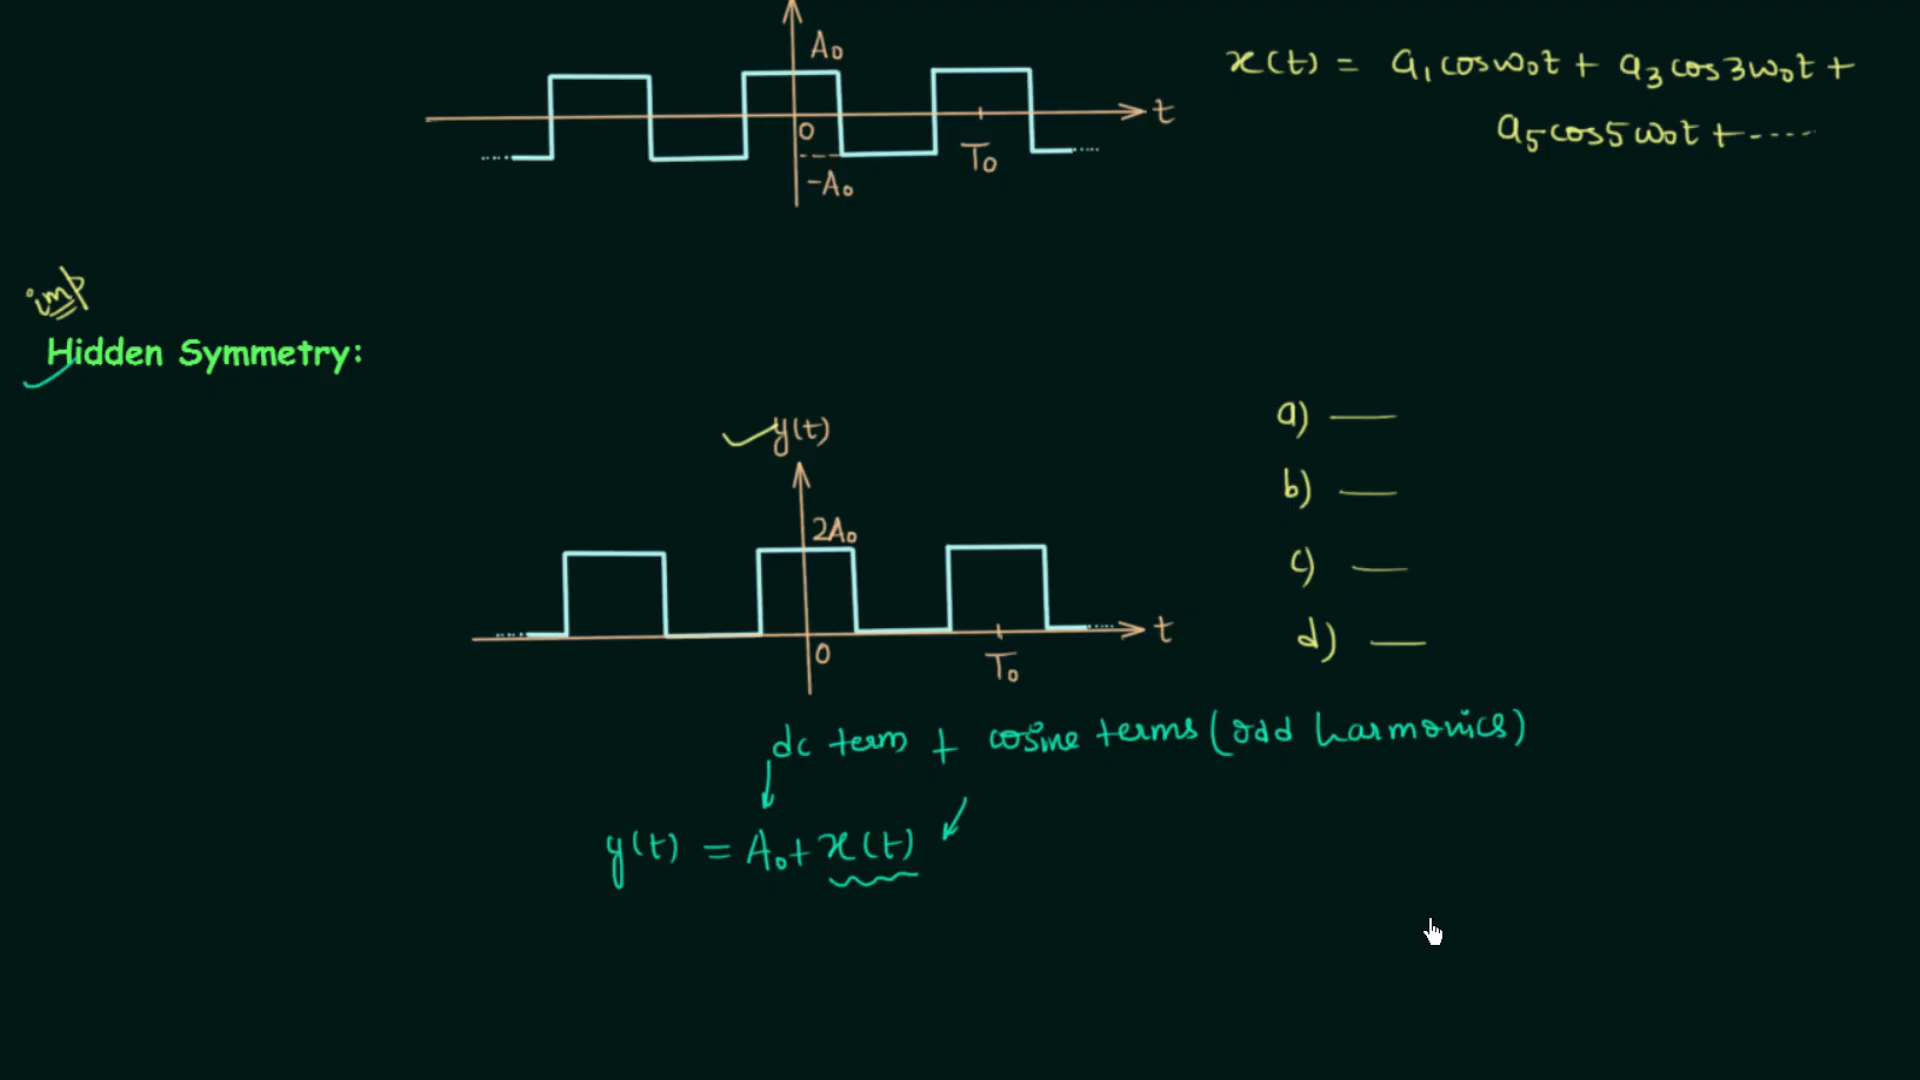 A₀
x(t) = a₁cosω₀t + a₃cos3ω₀t +
a₅cos5ω₀t + ----
t
0
T₀
-A₀
imp
Hidden Symmetry:
y(t)
a) —
b) —
c) —
d) —
2A₀
t
0
T₀
dc term + cosine terms (odd harmonics)
y(t) = A₀ + x(t)